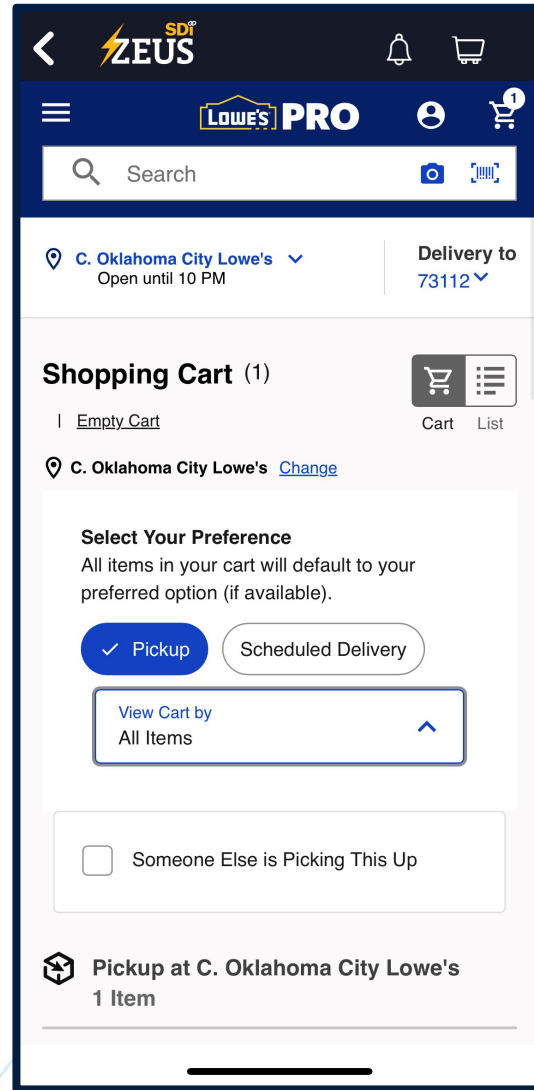 SDi
ZEUS
LOWE'S PRO
1
Search
C. Oklahoma City Lowe's
Open until 10 PM
Delivery to
73112
Shopping Cart (1)
| Empty Cart
Cart List
C. Oklahoma City Lowe's Change
Select Your Preference
All items in your cart will default to your
preferred option (if available).
Pickup
Scheduled Delivery
View Cart by
All Items
Someone Else is Picking This Up
Pickup at C. Oklahoma City Lowe's
1 Item